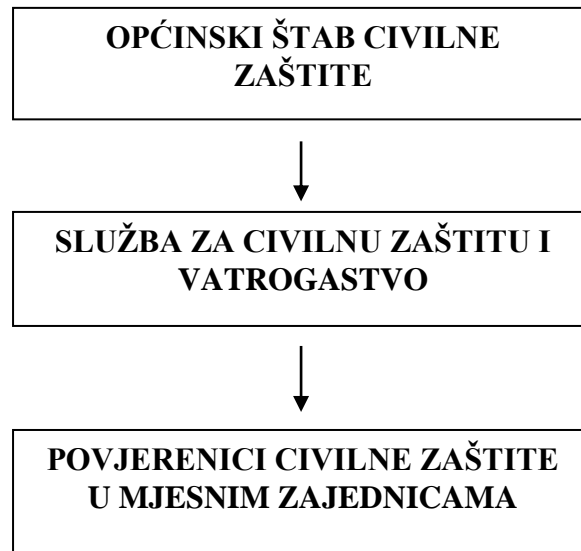 OPĆINSKI ŠTAB CIVILNE
ZAŠTITE
SLUŽBA ZA CIVILNU ZAŠTITU I
VATROGASTVO
POVJERENICI CIVILNE ZAŠTITE
U MJESNIM ZAJEDNICAMA